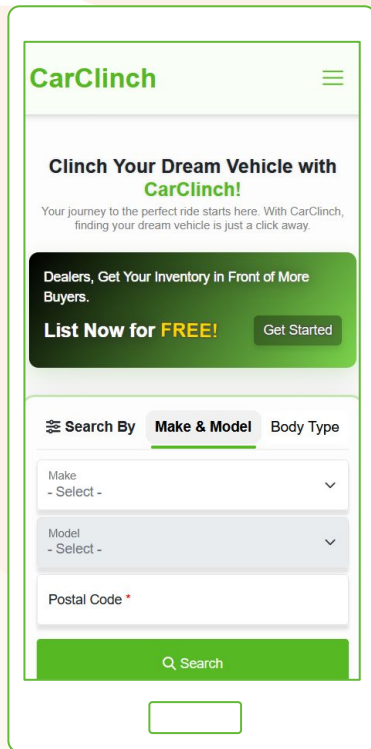 CarClinch
Clinch Your Dream Vehicle with
CarClinch!
Your journey to the perfect ride starts here. With CarClinch,
finding your dream vehicle is just a click away.
Dealers, Get Your Inventory in Front of More
Buyers.
List Now for FREE!
Get Started
Search By
Make & Model
Body Type
Make
- Select -
Model
- Select -
Postal Code *
Search